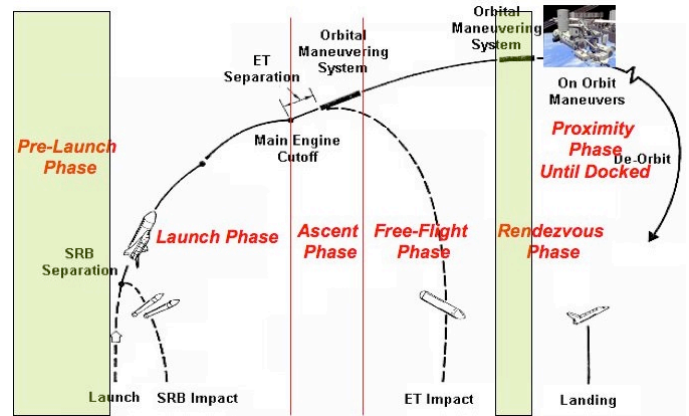 Orbital
Maneuvering
System
Orbital
Maneuvering
System
ET
Separation
On Orbit
Maneuvers
Main Engine
Cutoff
Pre-Launch
Phase
Proximity
Phase
Until Docked
De-Orbit
Launch Phase
Ascent
Phase
Free-Flight
Phase
Rendezvous
Phase
SRB
Separation
Launch
SRB Impact
ET Impact
Landing